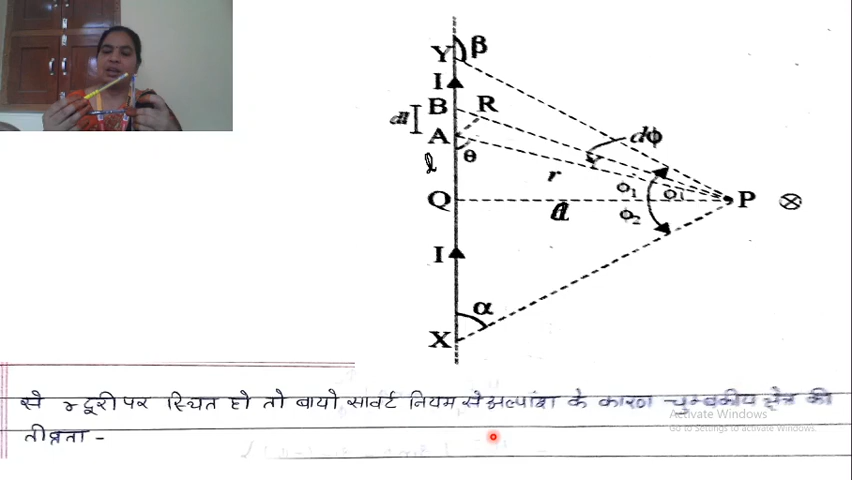 Y β
I
B R
dl
A θ dϕ
l r
Q d ϕ₁ ϕ₁ P ⊗
ϕ₂
I
α
X
से r दूरी पर स्थित हो तो बायो सावर्ट नियम से अल्पांश के कारण चुम्बकीय क्षेत्र की
तीव्रता -
Activate Windows
Go to Settings to activate Windows.